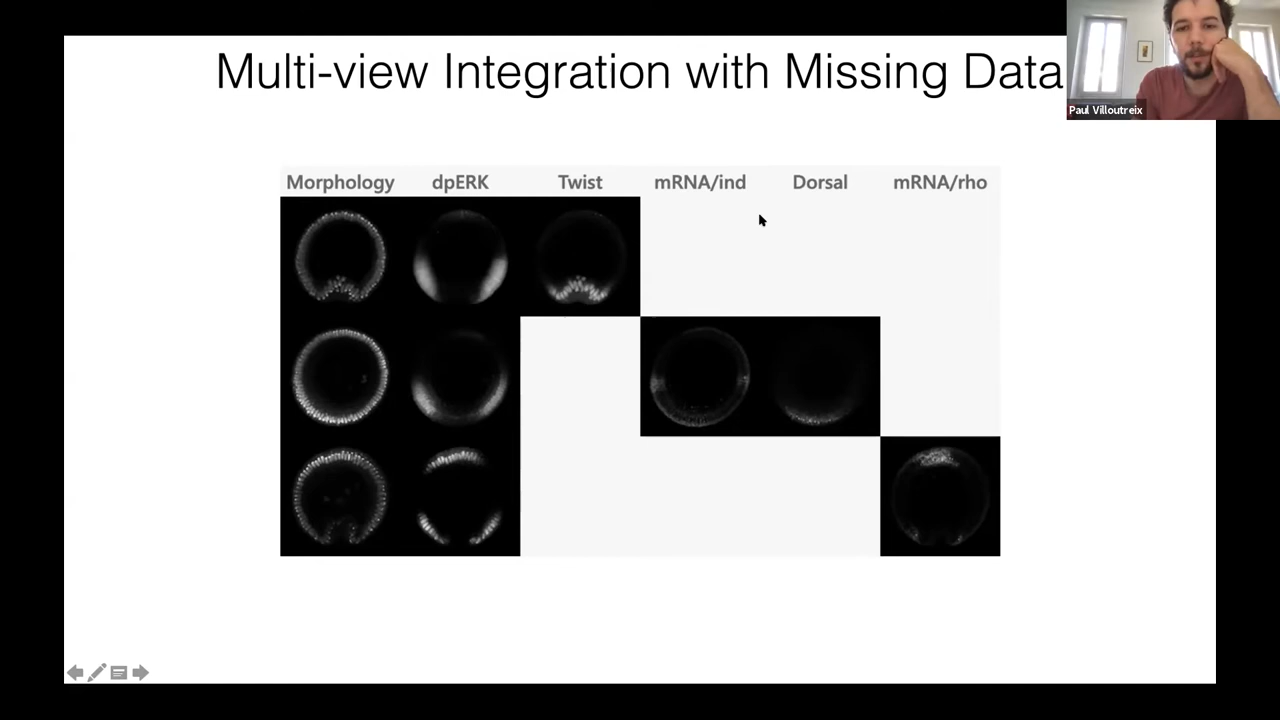 Multi-view Integration with Missing Data
Paul Villoutreix
Morphology dpERK Twist mRNA/ind Dorsal mRNA/rho